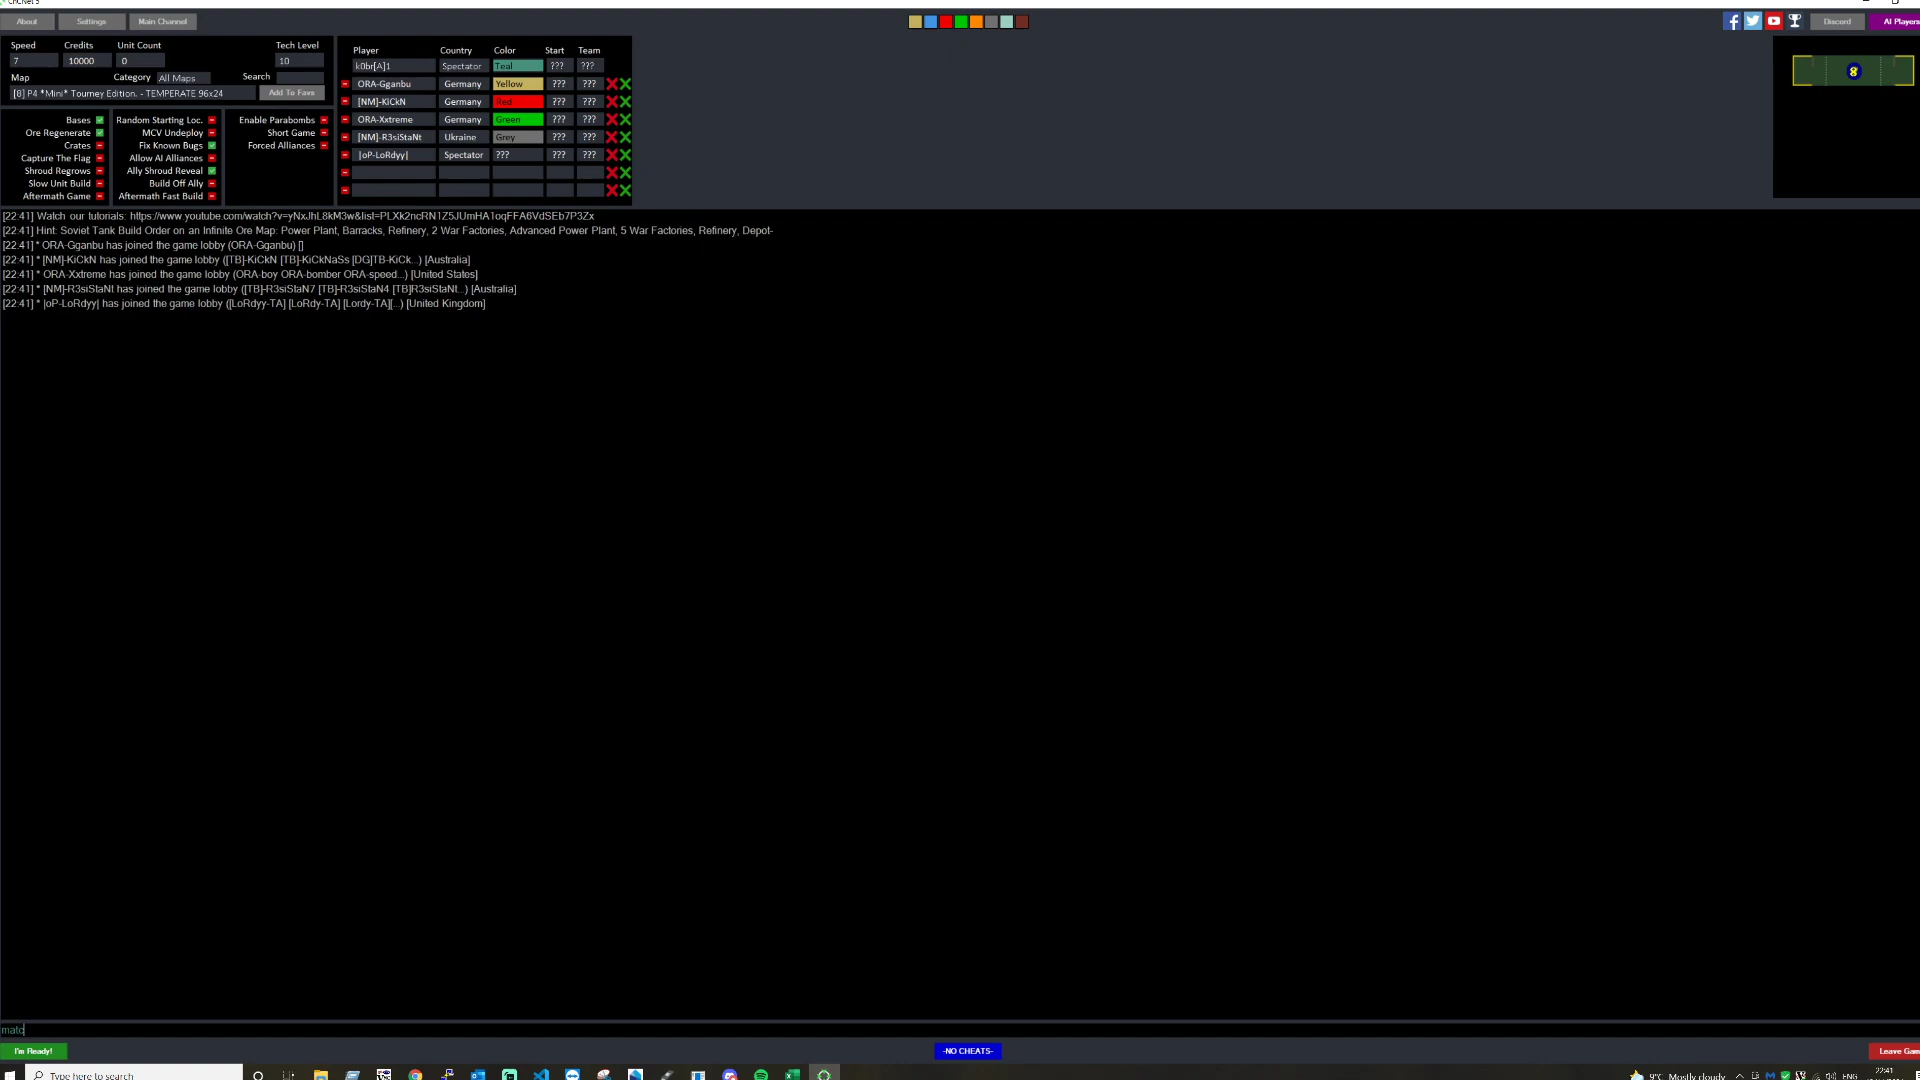 CnCNet 5
About Settings Main Channel Discord AI Players
Speed Credits Unit Count Tech Level
7 10000 0 10
Map Category All Maps Search
[8] P4 *Mini* Tourney Edition. - TEMPERATE 96x24 Add To Favs
Bases Random Starting Loc. Enable Parabombs
Ore Regenerate MCV Undeploy Short Game
Crates Fix Known Bugs Forced Alliances
Capture The Flag Allow AI Alliances
Shroud Regrows Ally Shroud Reveal
Slow Unit Build Build Off Ally
Aftermath Game Aftermath Fast Build
Player Country Color Start Team
k0br[A]1 Spectator Teal ??? ???
ORA-Gganbu Germany Yellow ??? ???
[NM]-KiCkN Germany Red ??? ???
ORA-Xxtreme Germany Green ??? ???
[NM]-R3siStaNt Ukraine Grey ??? ???
|oP-LoRdyy| Spectator ??? ??? ???
8
[22:41] Watch our tutorials: https://www.youtube.com/watch?v=yNxJhL8kM3w&list=PLXk2ncRN1Z5JUmHA1oqFFA6VdSEb7P3Zx
[22:41] Hint: Soviet Tank Build Order on an Infinite Ore Map: Power Plant, Barracks, Refinery, 2 War Factories, Advanced Power Plant, 5 War Factories, Refinery, Depot-
[22:41] * ORA-Gganbu has joined the game lobby (ORA-Gganbu) []
[22:41] * [NM]-KiCkN has joined the game lobby ([TB]-KiCkN [TB]-KiCkNaSs [DG]TB-KiCk...) [Australia]
[22:41] * ORA-Xxtreme has joined the game lobby (ORA-boy ORA-bomber ORA-speed...) [United States]
[22:41] * [NM]-R3siStaNt has joined the game lobby ([TB]-R3siStaN7 [TB]-R3siStaN4 [TB]R3siStaNt...) [Australia]
[22:41] * |oP-LoRdyy| has joined the game lobby ([LoRdyy-TA] [LoRdy-TA] [Lordy-TA][...) [United Kingdom]
matc
I'm Ready! -NO CHEATS- Leave Gam
Type here to search 9°C Mostly cloudy ENG 22:41